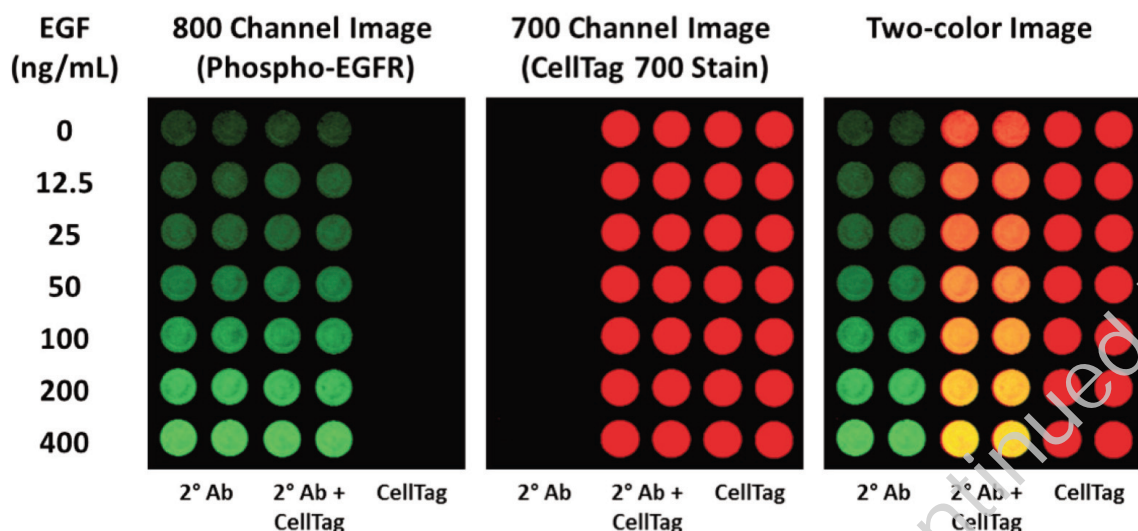 EGF
(ng/mL)
800 Channel Image
(Phospho-EGFR)
700 Channel Image
(CellTag 700 Stain)
Two-color Image
0
12.5
25
50
100
200
400
2° Ab
2° Ab +
CellTag
CellTag
2° Ab
2° Ab +
CellTag
CellTag
2° Ab
2° Ab +
CellTag
CellTag